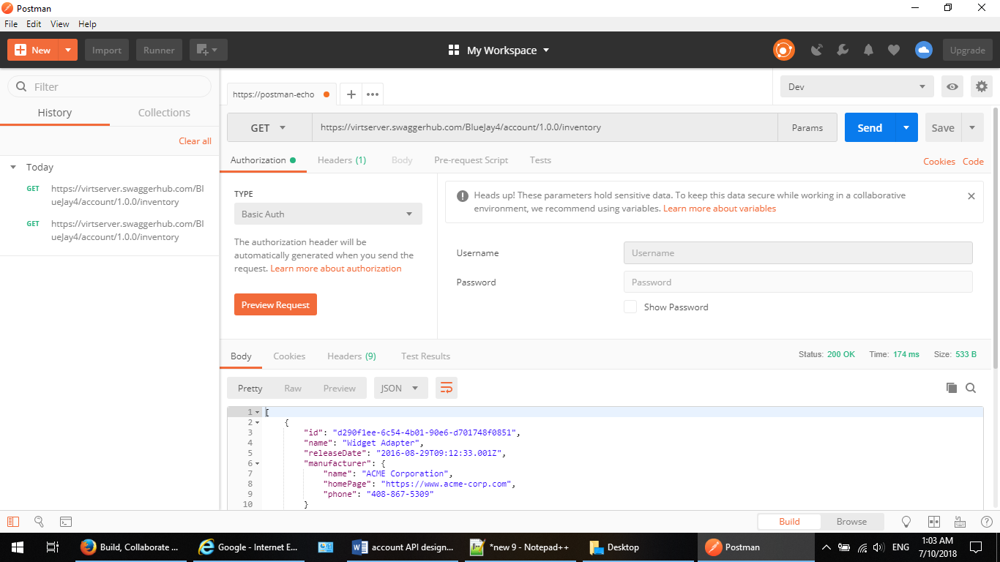 Postman
File Edit View Help
New
Import
Runner
My Workspace
Upgrade
Filter
History
Collections
Clear all
Today
GET
https://virtserver.swaggerhub.com/Bl
ueJay4/account/1.0.0/inventory
GET
https://virtserver.swaggerhub.com/Bl
ueJay4/account/1.0.0/inventory
https://postman-echo
Dev
GET
https://virtserver.swaggerhub.com/BlueJay4/account/1.0.0/inventory
Params
Send
Save
Authorization
Headers (1)
Body
Pre-request Script
Tests
Cookies
Code
TYPE
Basic Auth
The authorization header will be
automatically generated when you send the
request. Learn more about authorization
Preview Request
Heads up! These parameters hold sensitive data. To keep this data secure while working in a collaborative
environment, we recommend using variables. Learn more about variables
Username
Username
Password
Password
Show Password
Body
Cookies
Headers (9)
Test Results
Status: 200 OK
Time: 174 ms
Size: 533 B
Pretty
Raw
Preview
JSON
1 [
2 {
3 "id": "d290f1ee-6c54-4b01-90e6-d701748f0851",
4 "name": "Widget Adapter",
5 "releaseDate": "2016-08-29T09:12:33.001Z",
6 "manufacturer": {
7 "name": "ACME Corporation",
8 "homePage": "https://www.acme-corp.com",
9 "phone": "408-867-5309"
10 }
Build
Browse
Build, Collaborate ...
Google - Internet E...
account API design...
*new 9 - Notepad++
Desktop
Postman
ENG
1:03 AM
7/10/2018